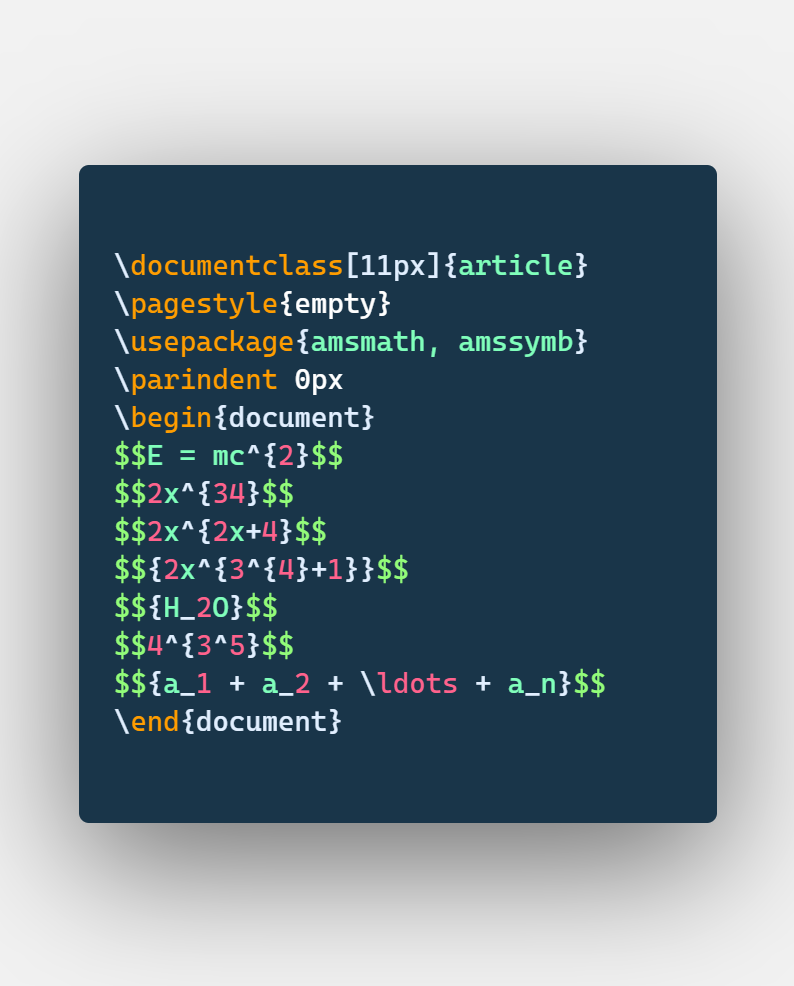 \documentclass[11px]{article}
\pagestyle{empty}
\usepackage{amsmath, amssymb}
\parindent 0px
\begin{document}
$$E = mc^{2}$$
$$2x^{34}$$
$$2x^{2x+4}$$
$${2x^{3^{4}+1}}$$
$${H_2O}$$
$$4^{3^5}$$
$${a_1 + a_2 + \ldots + a_n}$$
\end{document}